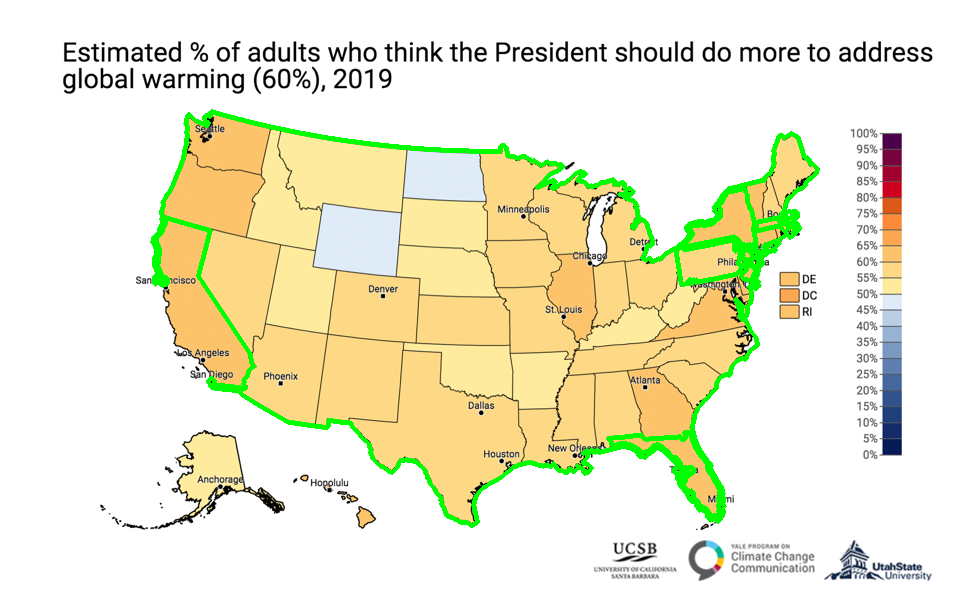 Estimated % of adults who think the President should do more to address
global warming (60%), 2019
Seattle
Minneapolis
Detroit
Chicago
San Francisco
Denver
St. Louis
Washington
Los Angeles
San Diego
Phoenix
Atlanta
Dallas
Houston
New Orleans
Anchorage
Honolulu
100%
95%
90%
85%
80%
75%
70%
65%
60%
55%
50%
45%
40%
35%
30%
25%
20%
15%
10%
5%
0%
DE
DC
RI
UCSB
UNIVERSITY OF CALIFORNIA
SANTA BARBARA
YALE PROGRAM ON
Climate Change
Communication
UtahState
University